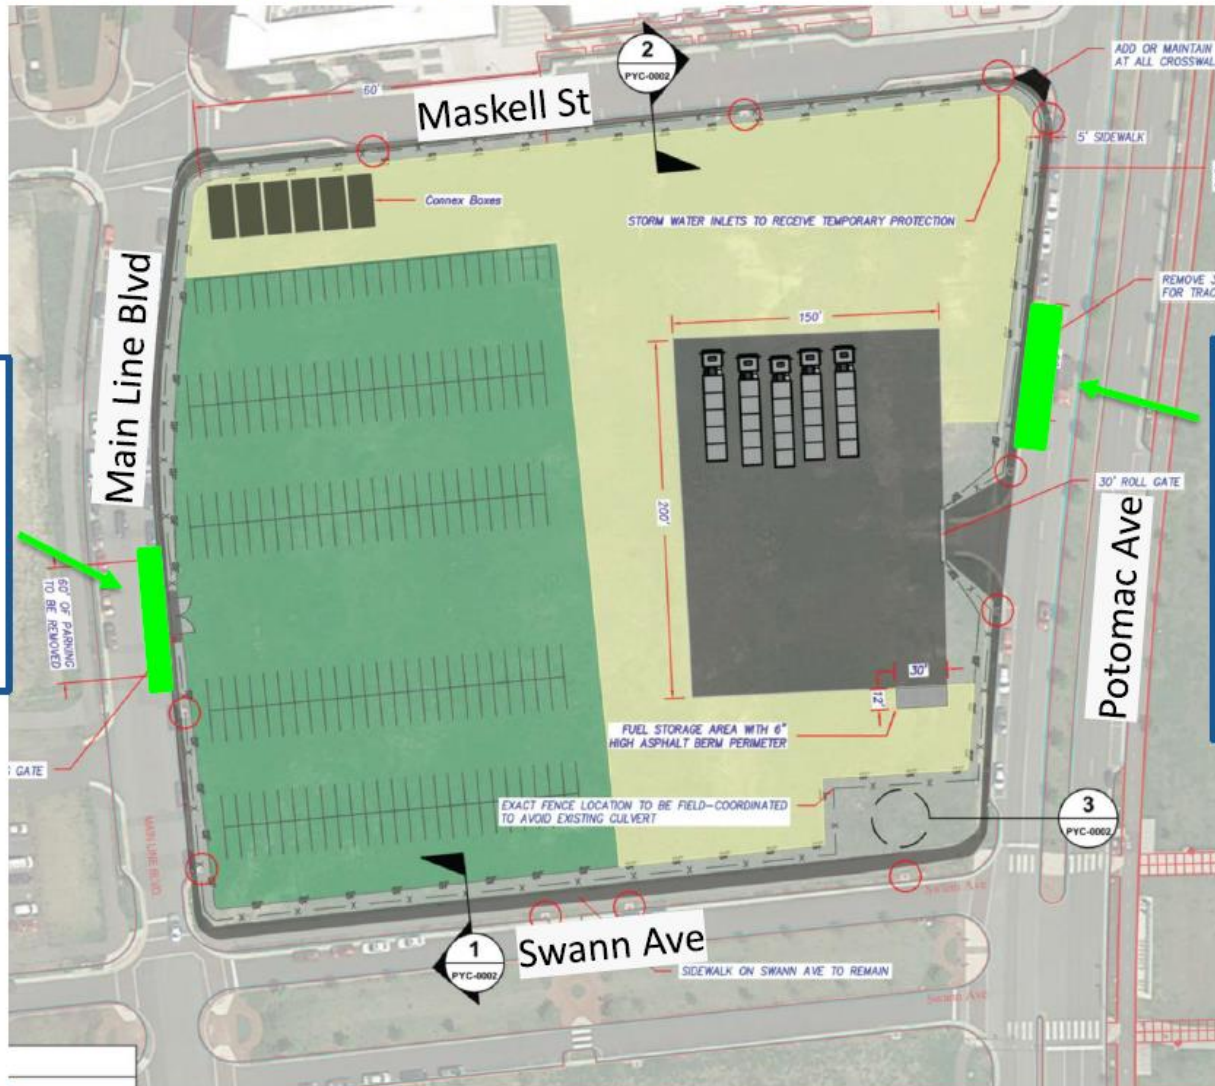 2
PYC-0002
ADD OR MAINTAIN
AT ALL CROSSWAL
60'
Maskell St
5' SIDEWALK
Connex Boxes
STORM WATER INLETS TO RECEIVE TEMPORARY PROTECTION
Main Line Blvd
REMOVE
FOR TRAC
150'
30' ROLL GATE
200'
Potomac Ave
60' OF PARKING
TO BE REMOVED
30'
12'
FUEL STORAGE AREA WITH 6"
HIGH ASPHALT BERM PERIMETER
GATE
EXACT FENCE LOCATION TO BE FIELD-COORDINATED
TO AVOID EXISTING CULVERT
3
PYC-0002
MAIN LINE BLVD
Swann Ave
1
PYC-0002
Swann Ave
SIDEWALK ON SWANN AVE TO REMAIN
Swann Ave